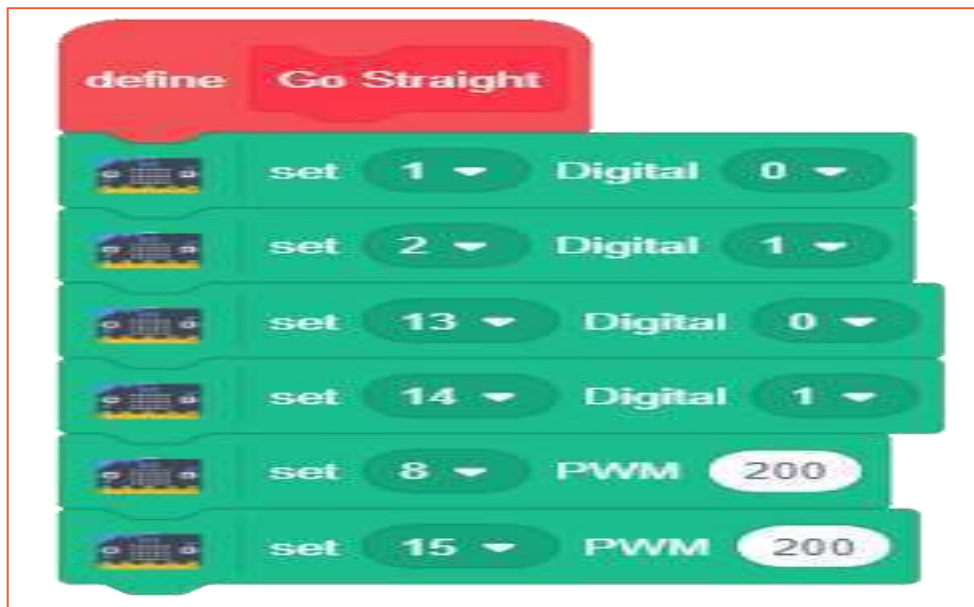 define Go Straight
set 1 Digital 0
set 2 Digital 1
set 13 Digital 0
set 14 Digital 1
set 8 PWM 200
set 15 PWM 200